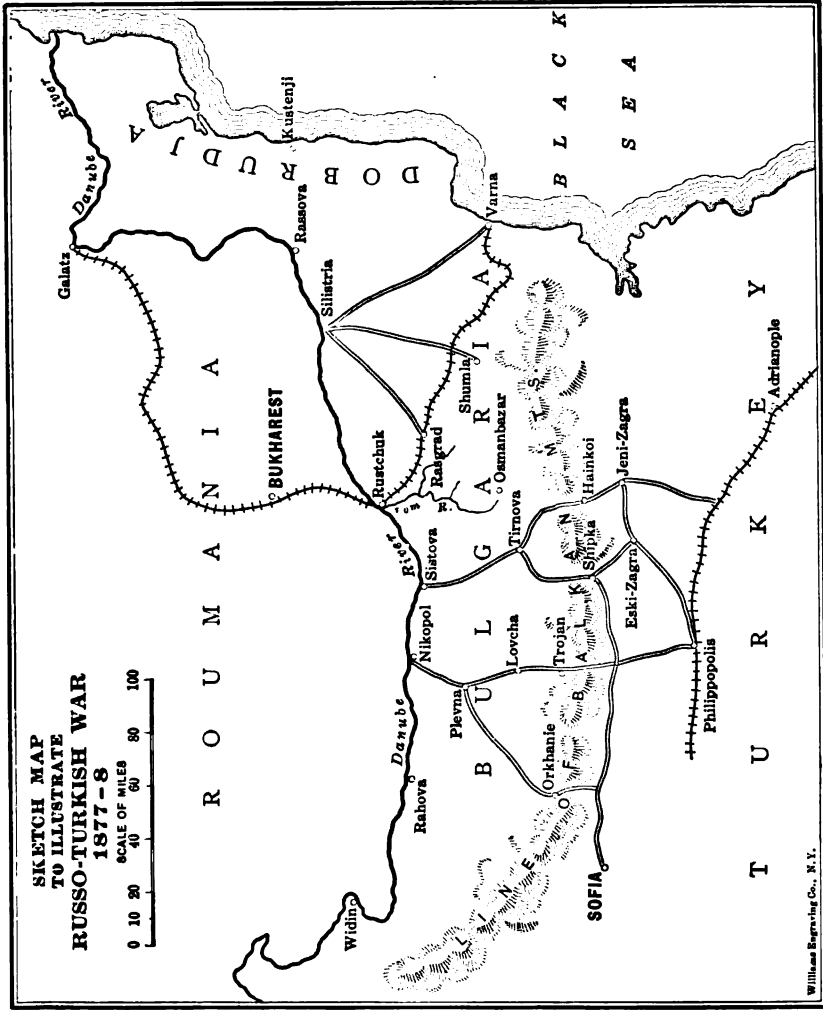 SKETCH MAP
TO ILLUSTRATE
RUSSO-TURKISH WAR
1877-8
SCALE OF MILES
0 10 20 40 60 80 100
ROUMANIA
BUKHAREST
Galatz
Danube River
DOBRUDJA
Kustenji
Rassova
Silistria
BLACK
SEA
Varna
Widin
Rahova
Danube
River
Nikopol
Sistova
Rustchuk
Rasgrad
Shumla
Osmanbazar
BULGARIA
Plevna
Lovcha
Tirnova
Orkhanie
Trojan
Shipka
Hainkoi
LINE OF BALKAN MTS.
SOFIA
Eski-Zagra
Jeni-Zagra
Philippopolis
Adrianople
TURKEY
R.
Williams Engraving Co., N.Y.